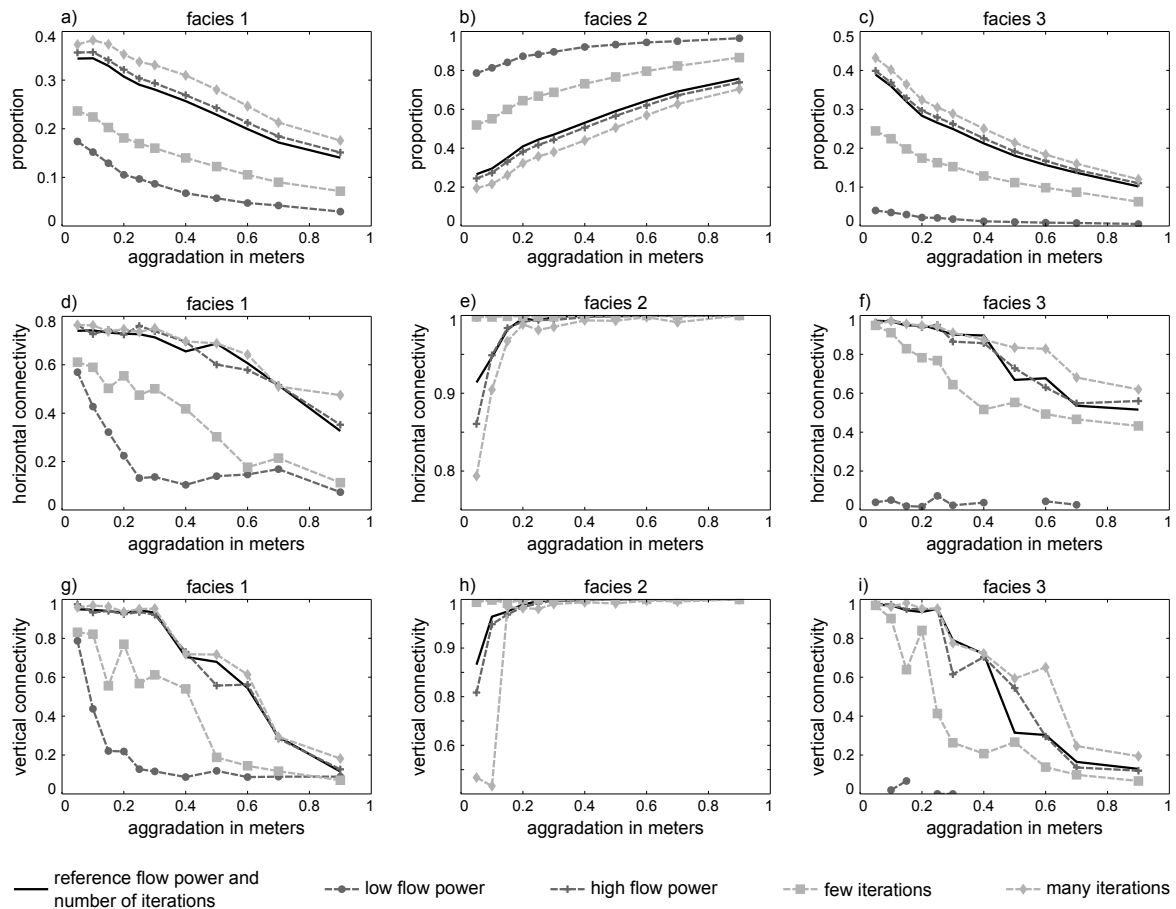 a) facies 1
0.4
0.3
0.2
0.1
0
proportion
0 0.2 0.4 0.6 0.8 1
aggradation in meters
b) facies 2
1
0.8
0.6
0.4
0.2
0
proportion
0 0.2 0.4 0.6 0.8 1
aggradation in meters
c) facies 3
0.5
0.4
0.3
0.2
0.1
0
proportion
0 0.2 0.4 0.6 0.8 1
aggradation in meters
d) facies 1
0.8
0.6
0.4
0.2
0
horizontal connectivity
0 0.2 0.4 0.6 0.8 1
aggradation in meters
e) facies 2
1
0.9
0.8
horizontal connectivity
0 0.2 0.4 0.6 0.8 1
aggradation in meters
f) facies 3
1
0.8
0.6
0.4
0.2
0
horizontal connectivity
0 0.2 0.4 0.6 0.8 1
aggradation in meters
g) facies 1
1
0.8
0.6
0.4
0.2
0
vertical connectivity
0 0.2 0.4 0.6 0.8 1
aggradation in meters
h) facies 2
1
0.8
0.6
vertical connectivity
0 0.2 0.4 0.6 0.8 1
aggradation in meters
i) facies 3
1
0.8
0.6
0.4
0.2
0
vertical connectivity
0 0.2 0.4 0.6 0.8 1
aggradation in meters
reference flow power and
number of iterations
low flow power
high flow power
few iterations
many iterations